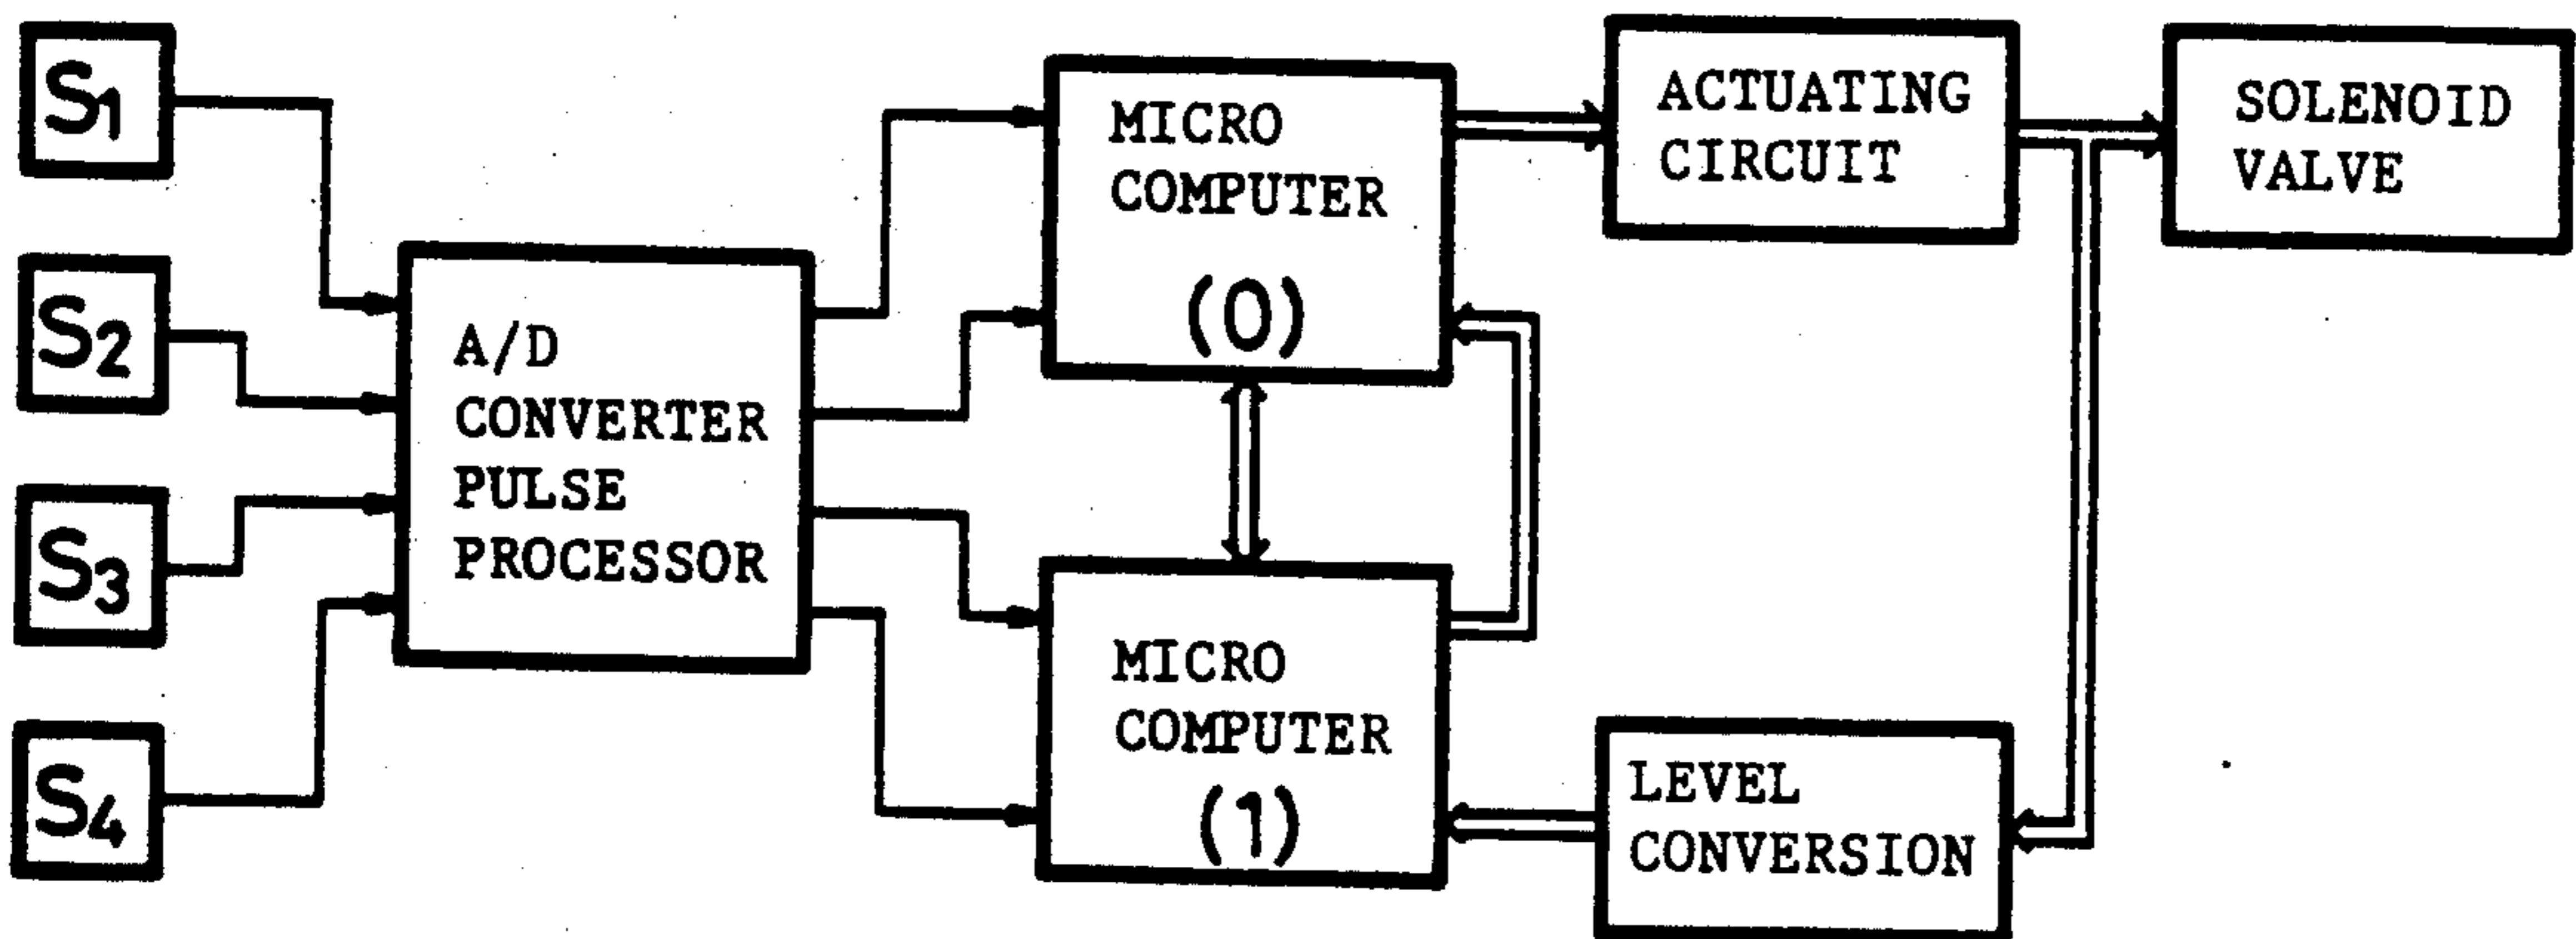 S1
S2
S3
S4
A/D
CONVERTER
PULSE
PROCESSOR
MICRO
COMPUTER
(0)
MICRO
COMPUTER
(1)
ACTUATING
CIRCUIT
SOLENOID
VALVE
LEVEL
CONVERSION